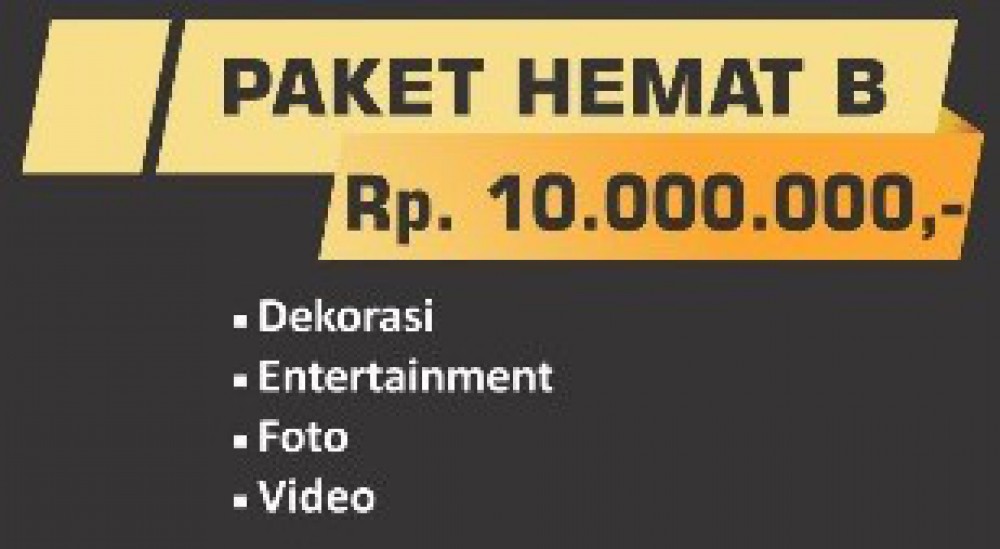 PAKET HEMAT B
Rp. 10.000.000,-
▪ Dekorasi
▪ Entertainment
▪ Foto
▪ Video